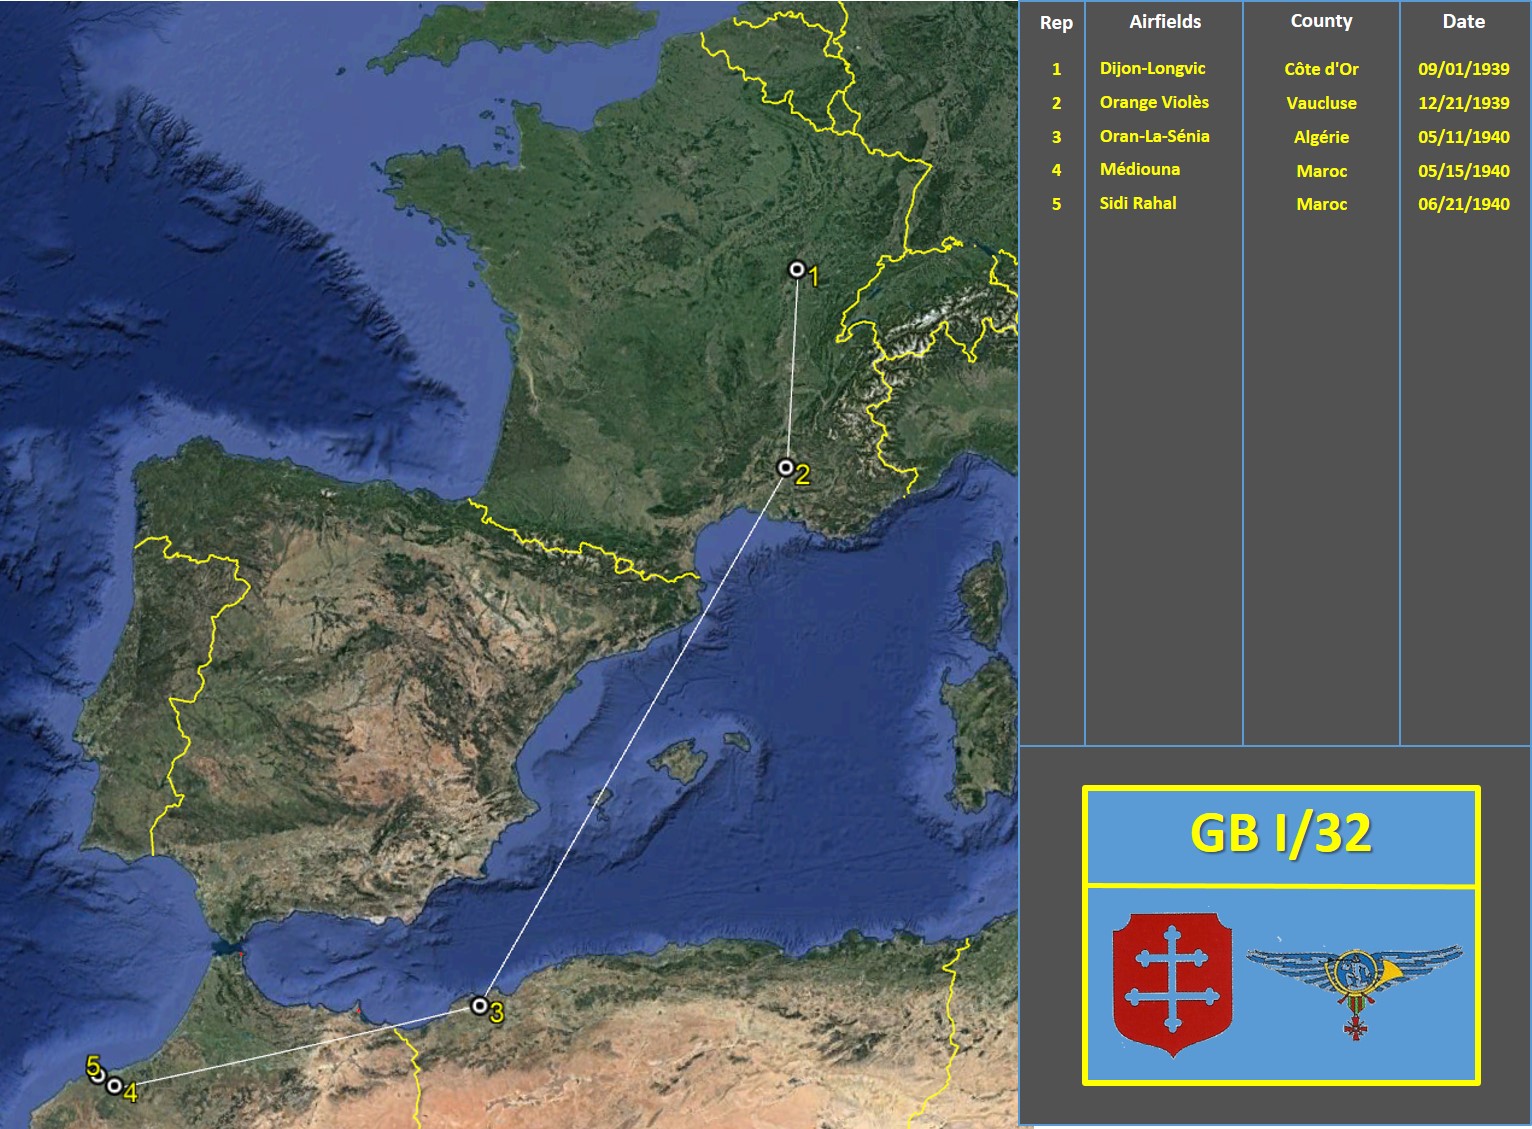 Rep Airfields County Date
1 Dijon-Longvic Côte d'Or 09/01/1939
2 Orange Violès Vaucluse 12/21/1939
3 Oran-La-Sénia Algérie 05/11/1940
4 Médiouna Maroc 05/15/1940
5 Sidi Rahal Maroc 06/21/1940
1
2
3
5
4
GB I/32